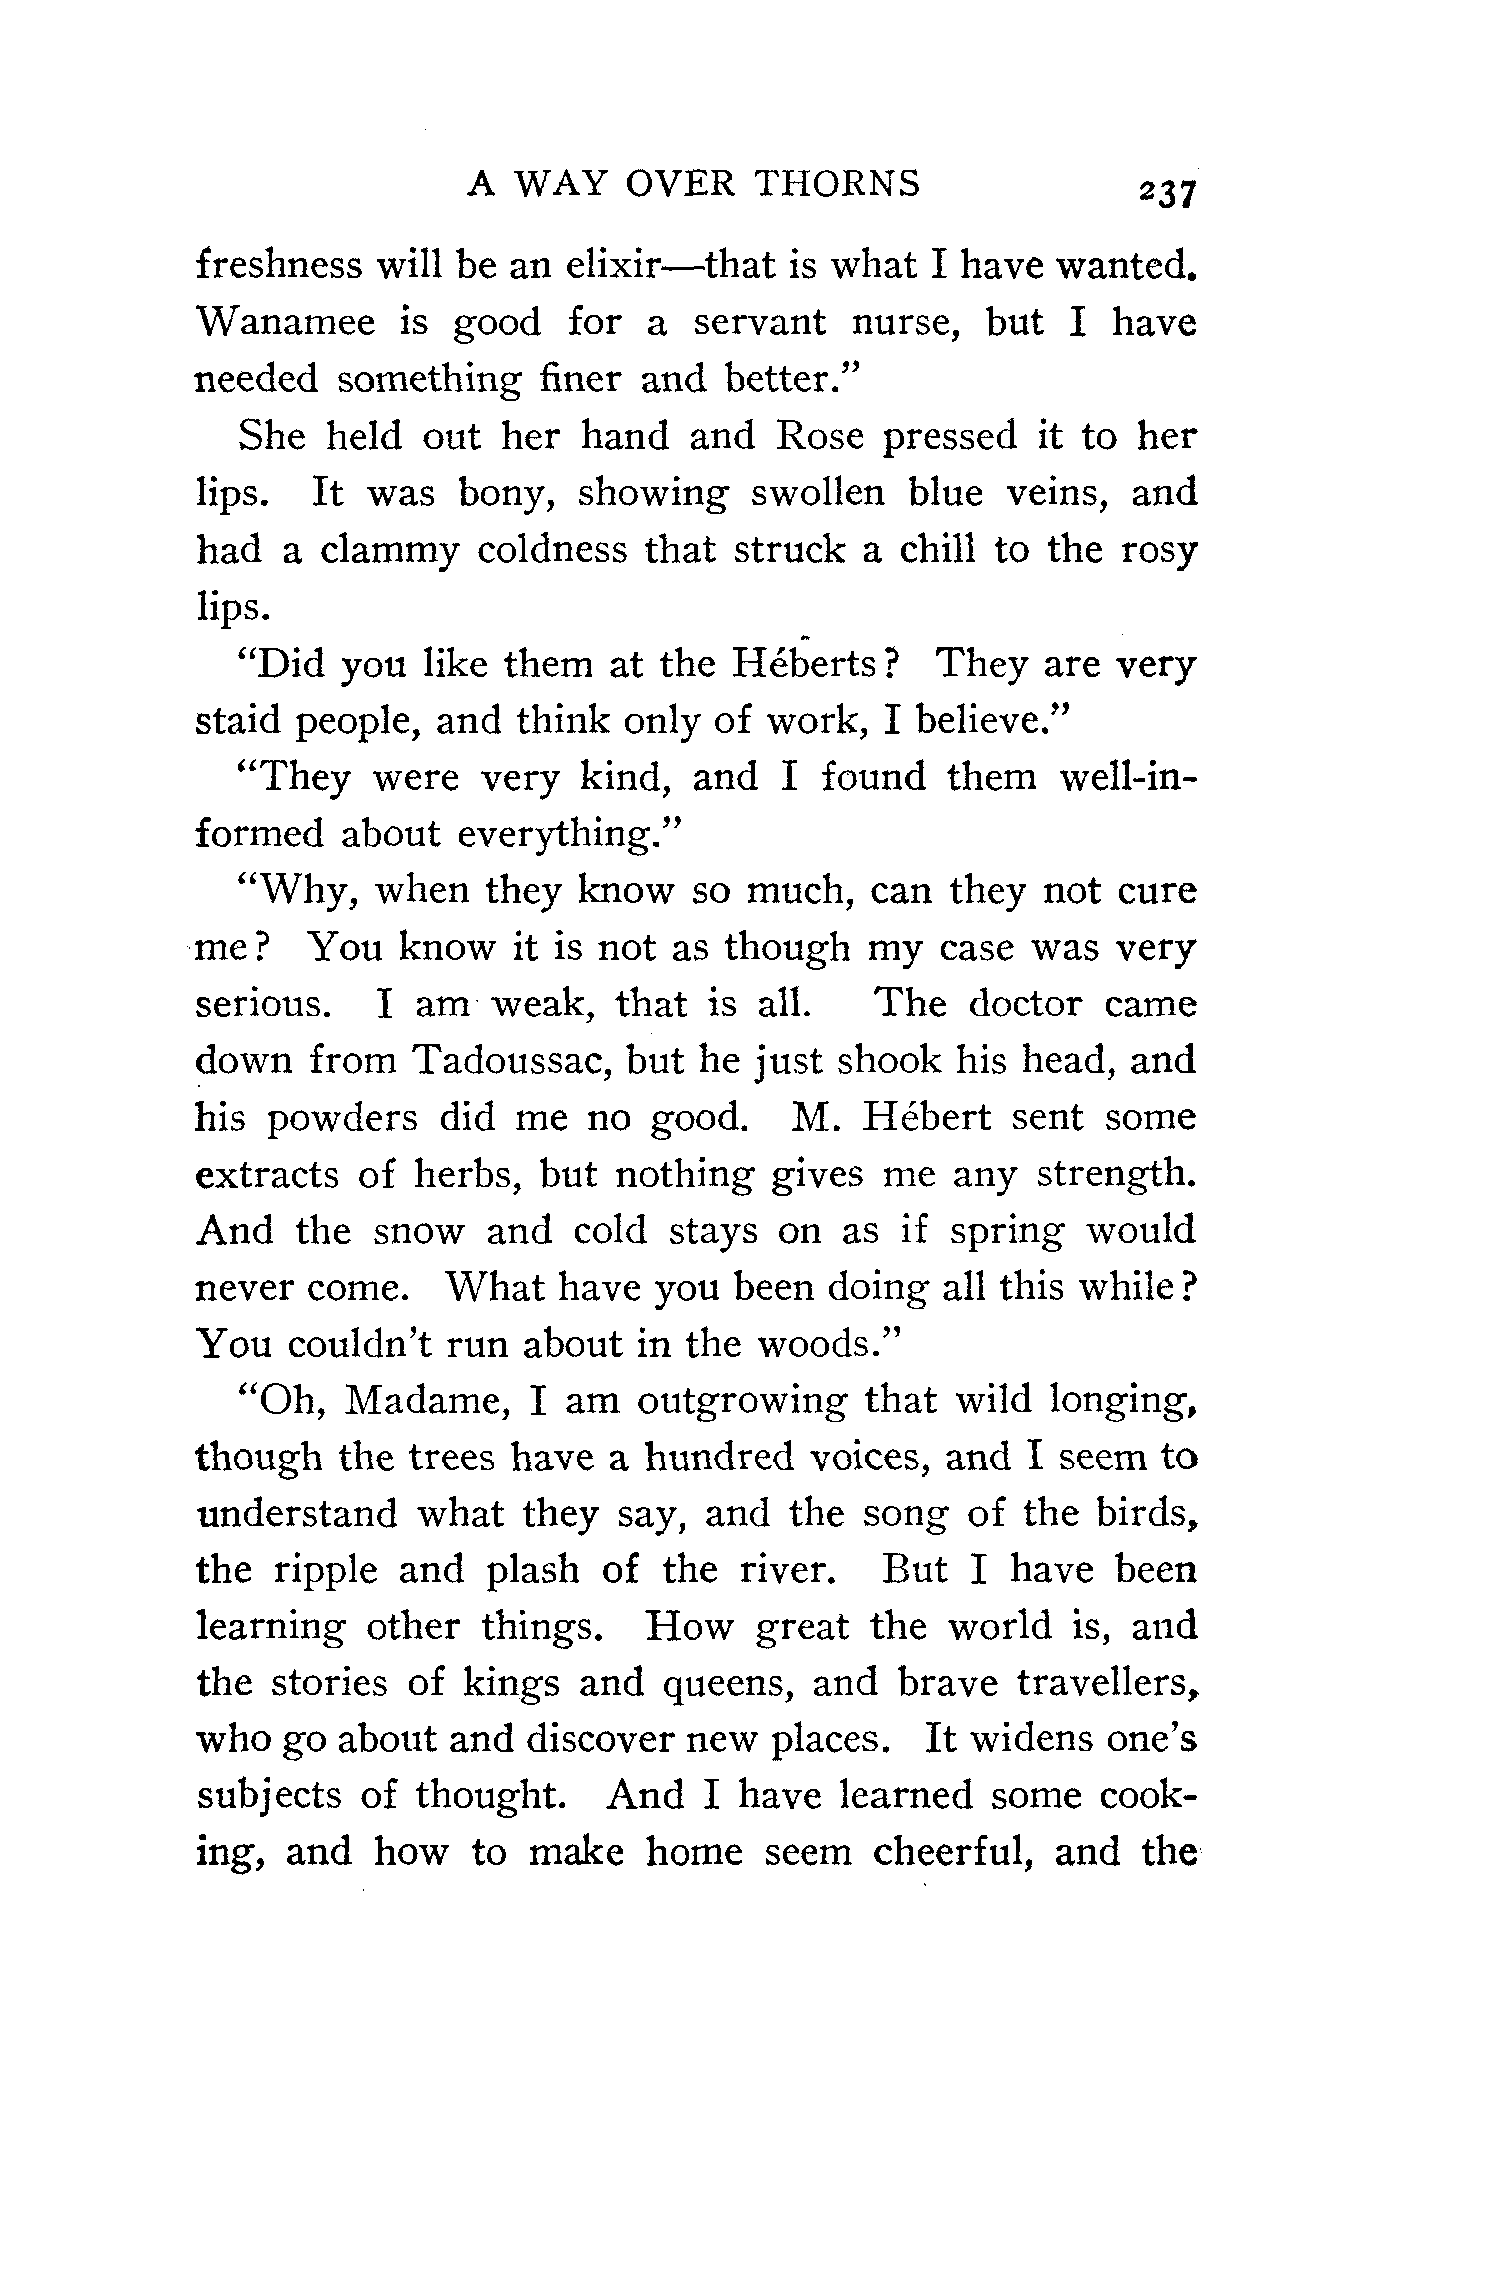 A WAY OVER THORNS 237
freshness will be an elixir—that is what I have wanted.
Wanamee is good for a servant nurse, but I have
needed something finer and better.”
She held out her hand and Rose pressed it to her
lips. It was bony, showing swollen blue veins, and
had a clammy coldness that struck a chill to the rosy
lips.
“Did you like them at the Héberts? They are very
staid people, and think only of work, I believe.”
“They were very kind, and I found them well-in-
formed about everything.”
“Why, when they know so much, can they not cure
me? You know it is not as though my case was very
serious. I am weak, that is all. The doctor came
down from Tadoussac, but he just shook his head, and
his powders did me no good. M. Hébert sent some
extracts of herbs, but nothing gives me any strength.
And the snow and cold stays on as if spring would
never come. What have you been doing all this while?
You couldn’t run about in the woods.”
“Oh, Madame, I am outgrowing that wild longing,
though the trees have a hundred voices, and I seem to
understand what they say, and the song of the birds,
the ripple and plash of the river. But I have been
learning other things. How great the world is, and
the stories of kings and queens, and brave travellers,
who go about and discover new places. It widens one’s
subjects of thought. And I have learned some cook-
ing, and how to make home seem cheerful, and the